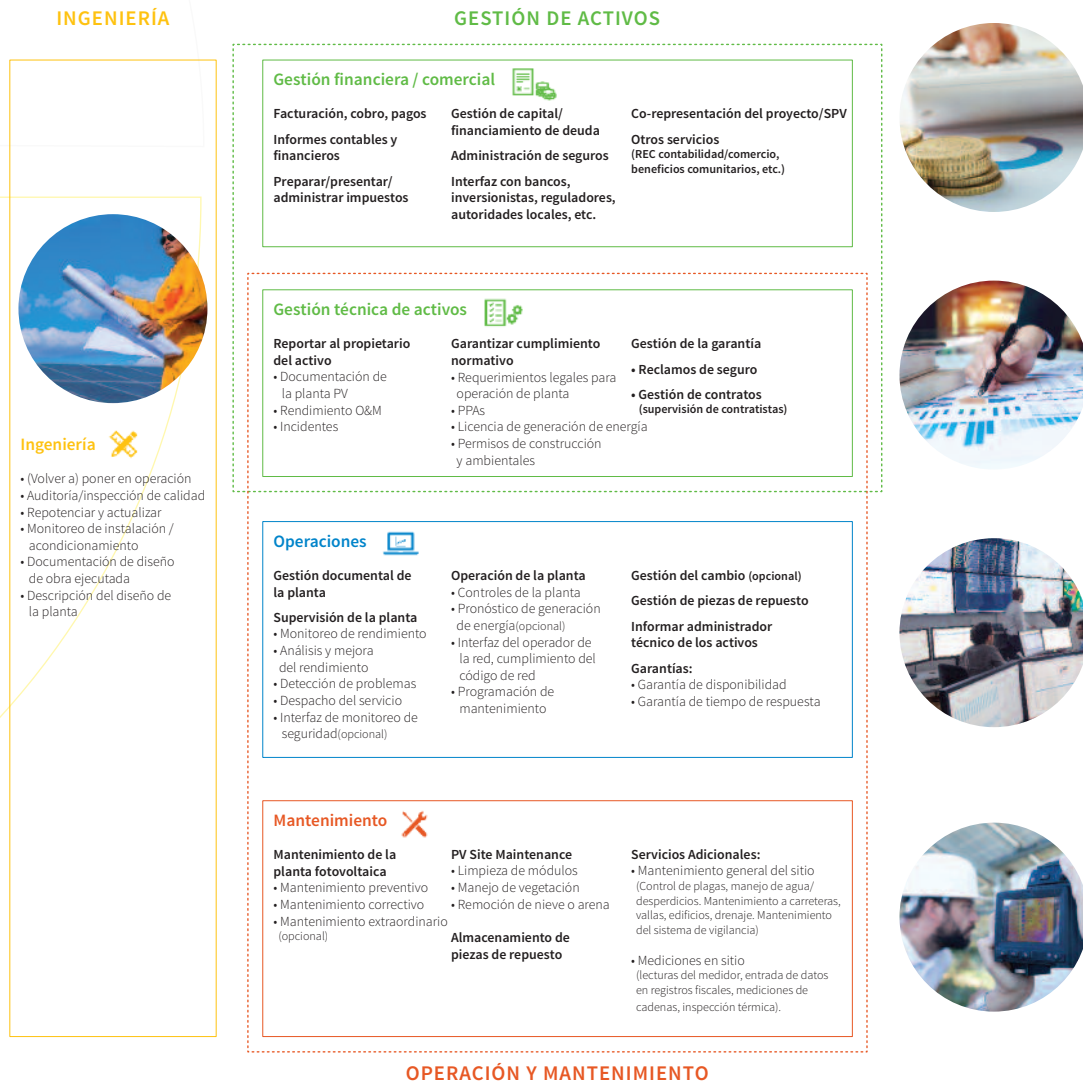 INGENIERÍA
GESTIÓN DE ACTIVOS
Gestión financiera / comercial
Facturación, cobro, pagos
Informes contables y
financieros
Preparar/presentar/
administrar impuestos
Gestión de capital/
financiamiento de deuda
Administración de seguros
Interfaz con bancos,
inversionistas, reguladores,
autoridades locales, etc.
Co-representación del proyecto/SPV
Otros servicios
(REC contabilidad/comercio,
beneficios comunitarios, etc.)
Gestión técnica de activos
Reportar al propietario
del activo
• Documentación de
la planta PV
• Rendimiento O&M
• Incidentes
Garantizar cumplimiento
normativo
• Requerimientos legales para
operación de planta
• PPAs
• Licencia de generación de energía
• Permisos de construcción
y ambientales
Gestión de la garantía
• Reclamos de seguro
• Gestión de contratos
(supervisión de contratistas)
Ingeniería
• (Volver a) poner en operación
• Auditoría/inspección de calidad
• Repotenciar y actualizar
• Monitoreo de instalación /
acondicionamiento
• Documentación de diseño
de obra ejecutada
• Descripción del diseño de
la planta
Operaciones
Gestión documental de
la planta
Supervisión de la planta
• Monitoreo de rendimiento
• Análisis y mejora
del rendimiento
• Detección de problemas
• Despacho del servicio
• Interfaz de monitoreo de
seguridad(opcional)
Operación de la planta
• Controles de la planta
• Pronóstico de generación
de energía(opcional)
• Interfaz del operador de
la red, cumplimiento del
código de red
• Programación de
mantenimiento
Gestión del cambio (opcional)
Gestión de piezas de repuesto
Informar administrador
técnico de los activos
Garantías:
• Garantía de disponibilidad
• Garantía de tiempo de respuesta
Mantenimiento
Mantenimiento de la
planta fotovoltaica
• Mantenimiento preventivo
• Mantenimiento correctivo
• Mantenimiento extraordinario
(opcional)
PV Site Maintenance
• Limpieza de módulos
• Manejo de vegetación
• Remoción de nieve o arena
Almacenamiento de
piezas de repuesto
Servicios Adicionales:
• Mantenimiento general del sitio
(Control de plagas, manejo de agua/
desperdicios. Mantenimiento a carreteras,
vallas, edificios, drenaje. Mantenimiento
del sistema de vigilancia)
• Mediciones en sitio
(lecturas del medidor, entrada de datos
en registros fiscales, mediciones de
cadenas, inspección térmica).
OPERACIÓN Y MANTENIMIENTO